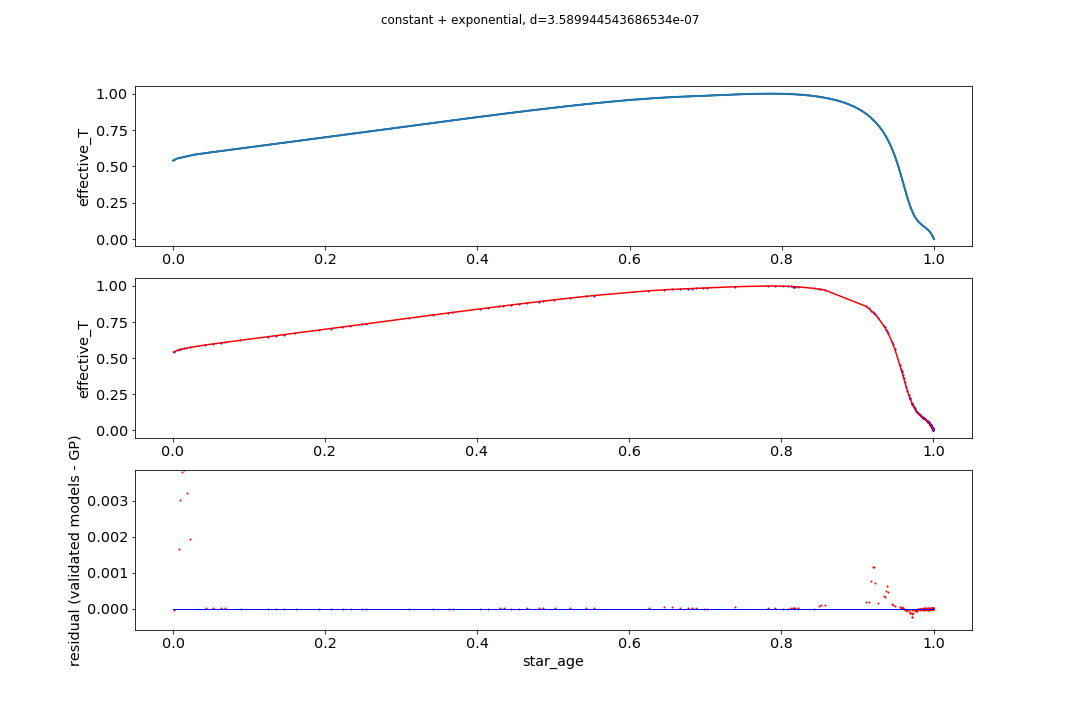 constant + exponential, d=3.589944543686534e-07
effective_T
1.00
0.75
0.50
0.25
0.00
0.0 0.2 0.4 0.6 0.8 1.0
effective_T
1.00
0.75
0.50
0.25
0.00
0.0 0.2 0.4 0.6 0.8 1.0
residual (validated models - GP)
0.003
0.002
0.001
0.000
0.0 0.2 0.4 0.6 0.8 1.0
star_age